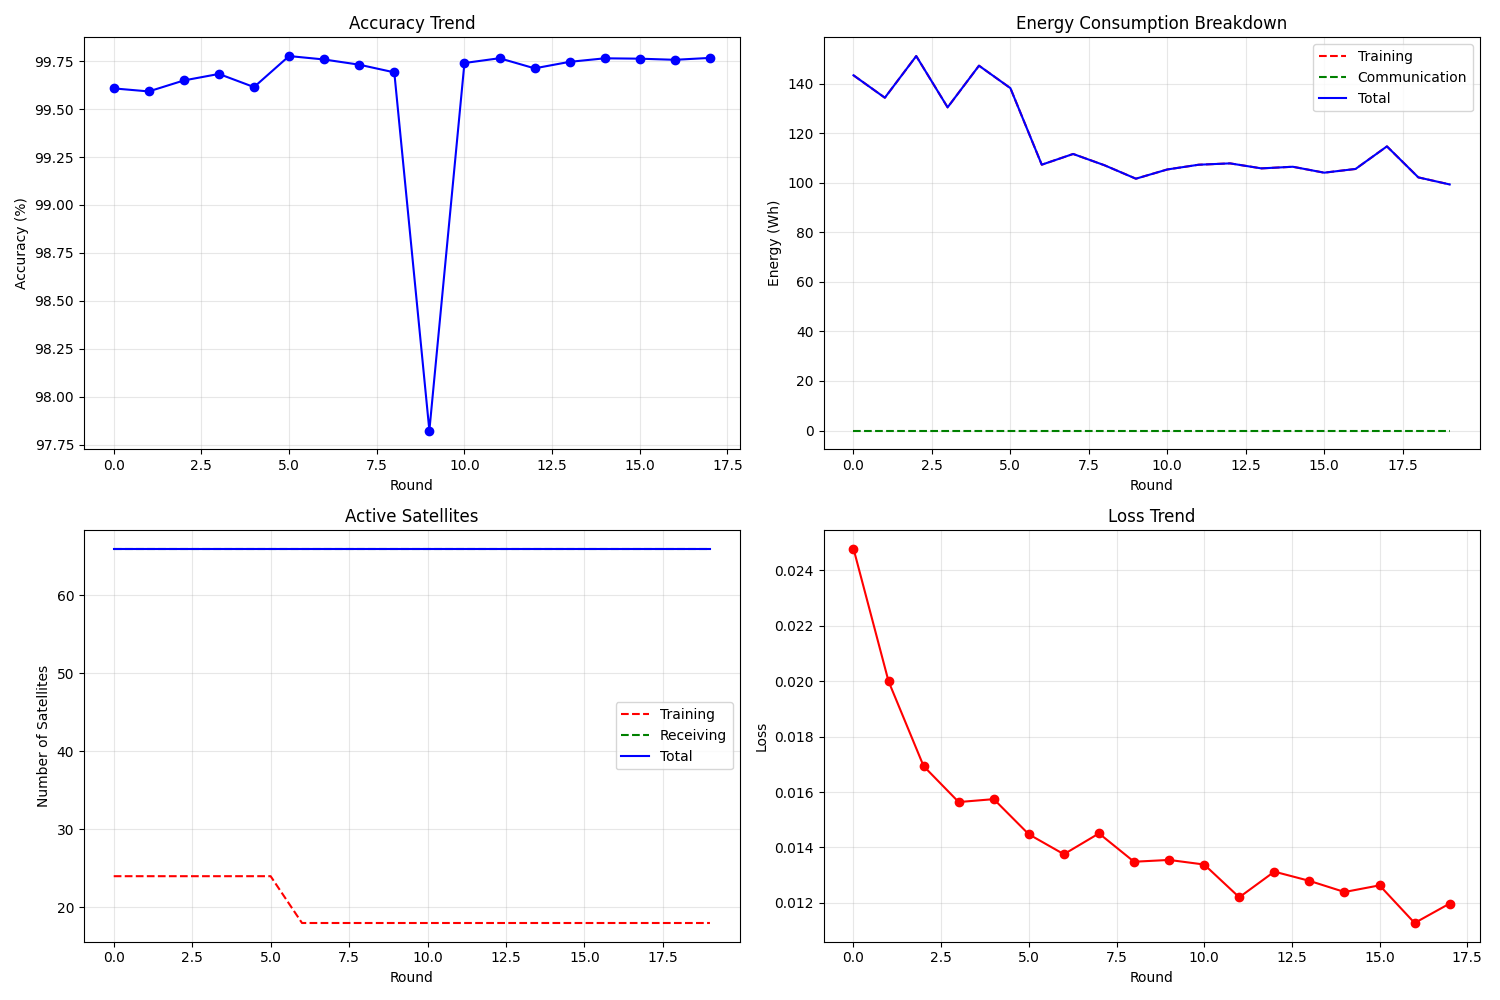 Accuracy Trend
Accuracy (%)
99.75
99.50
99.25
99.00
98.75
98.50
98.25
98.00
97.75
0.0 2.5 5.0 7.5 10.0 12.5 15.0 17.5
Round
Energy Consumption Breakdown
Energy (Wh)
140
120
100
80
60
40
20
0
Training
Communication
Total
0.0 2.5 5.0 7.5 10.0 12.5 15.0 17.5
Round
Active Satellites
Number of Satellites
60
50
40
30
20
Training
Receiving
Total
0.0 2.5 5.0 7.5 10.0 12.5 15.0 17.5
Round
Loss Trend
Loss
0.024
0.022
0.020
0.018
0.016
0.014
0.012
0.0 2.5 5.0 7.5 10.0 12.5 15.0 17.5
Round